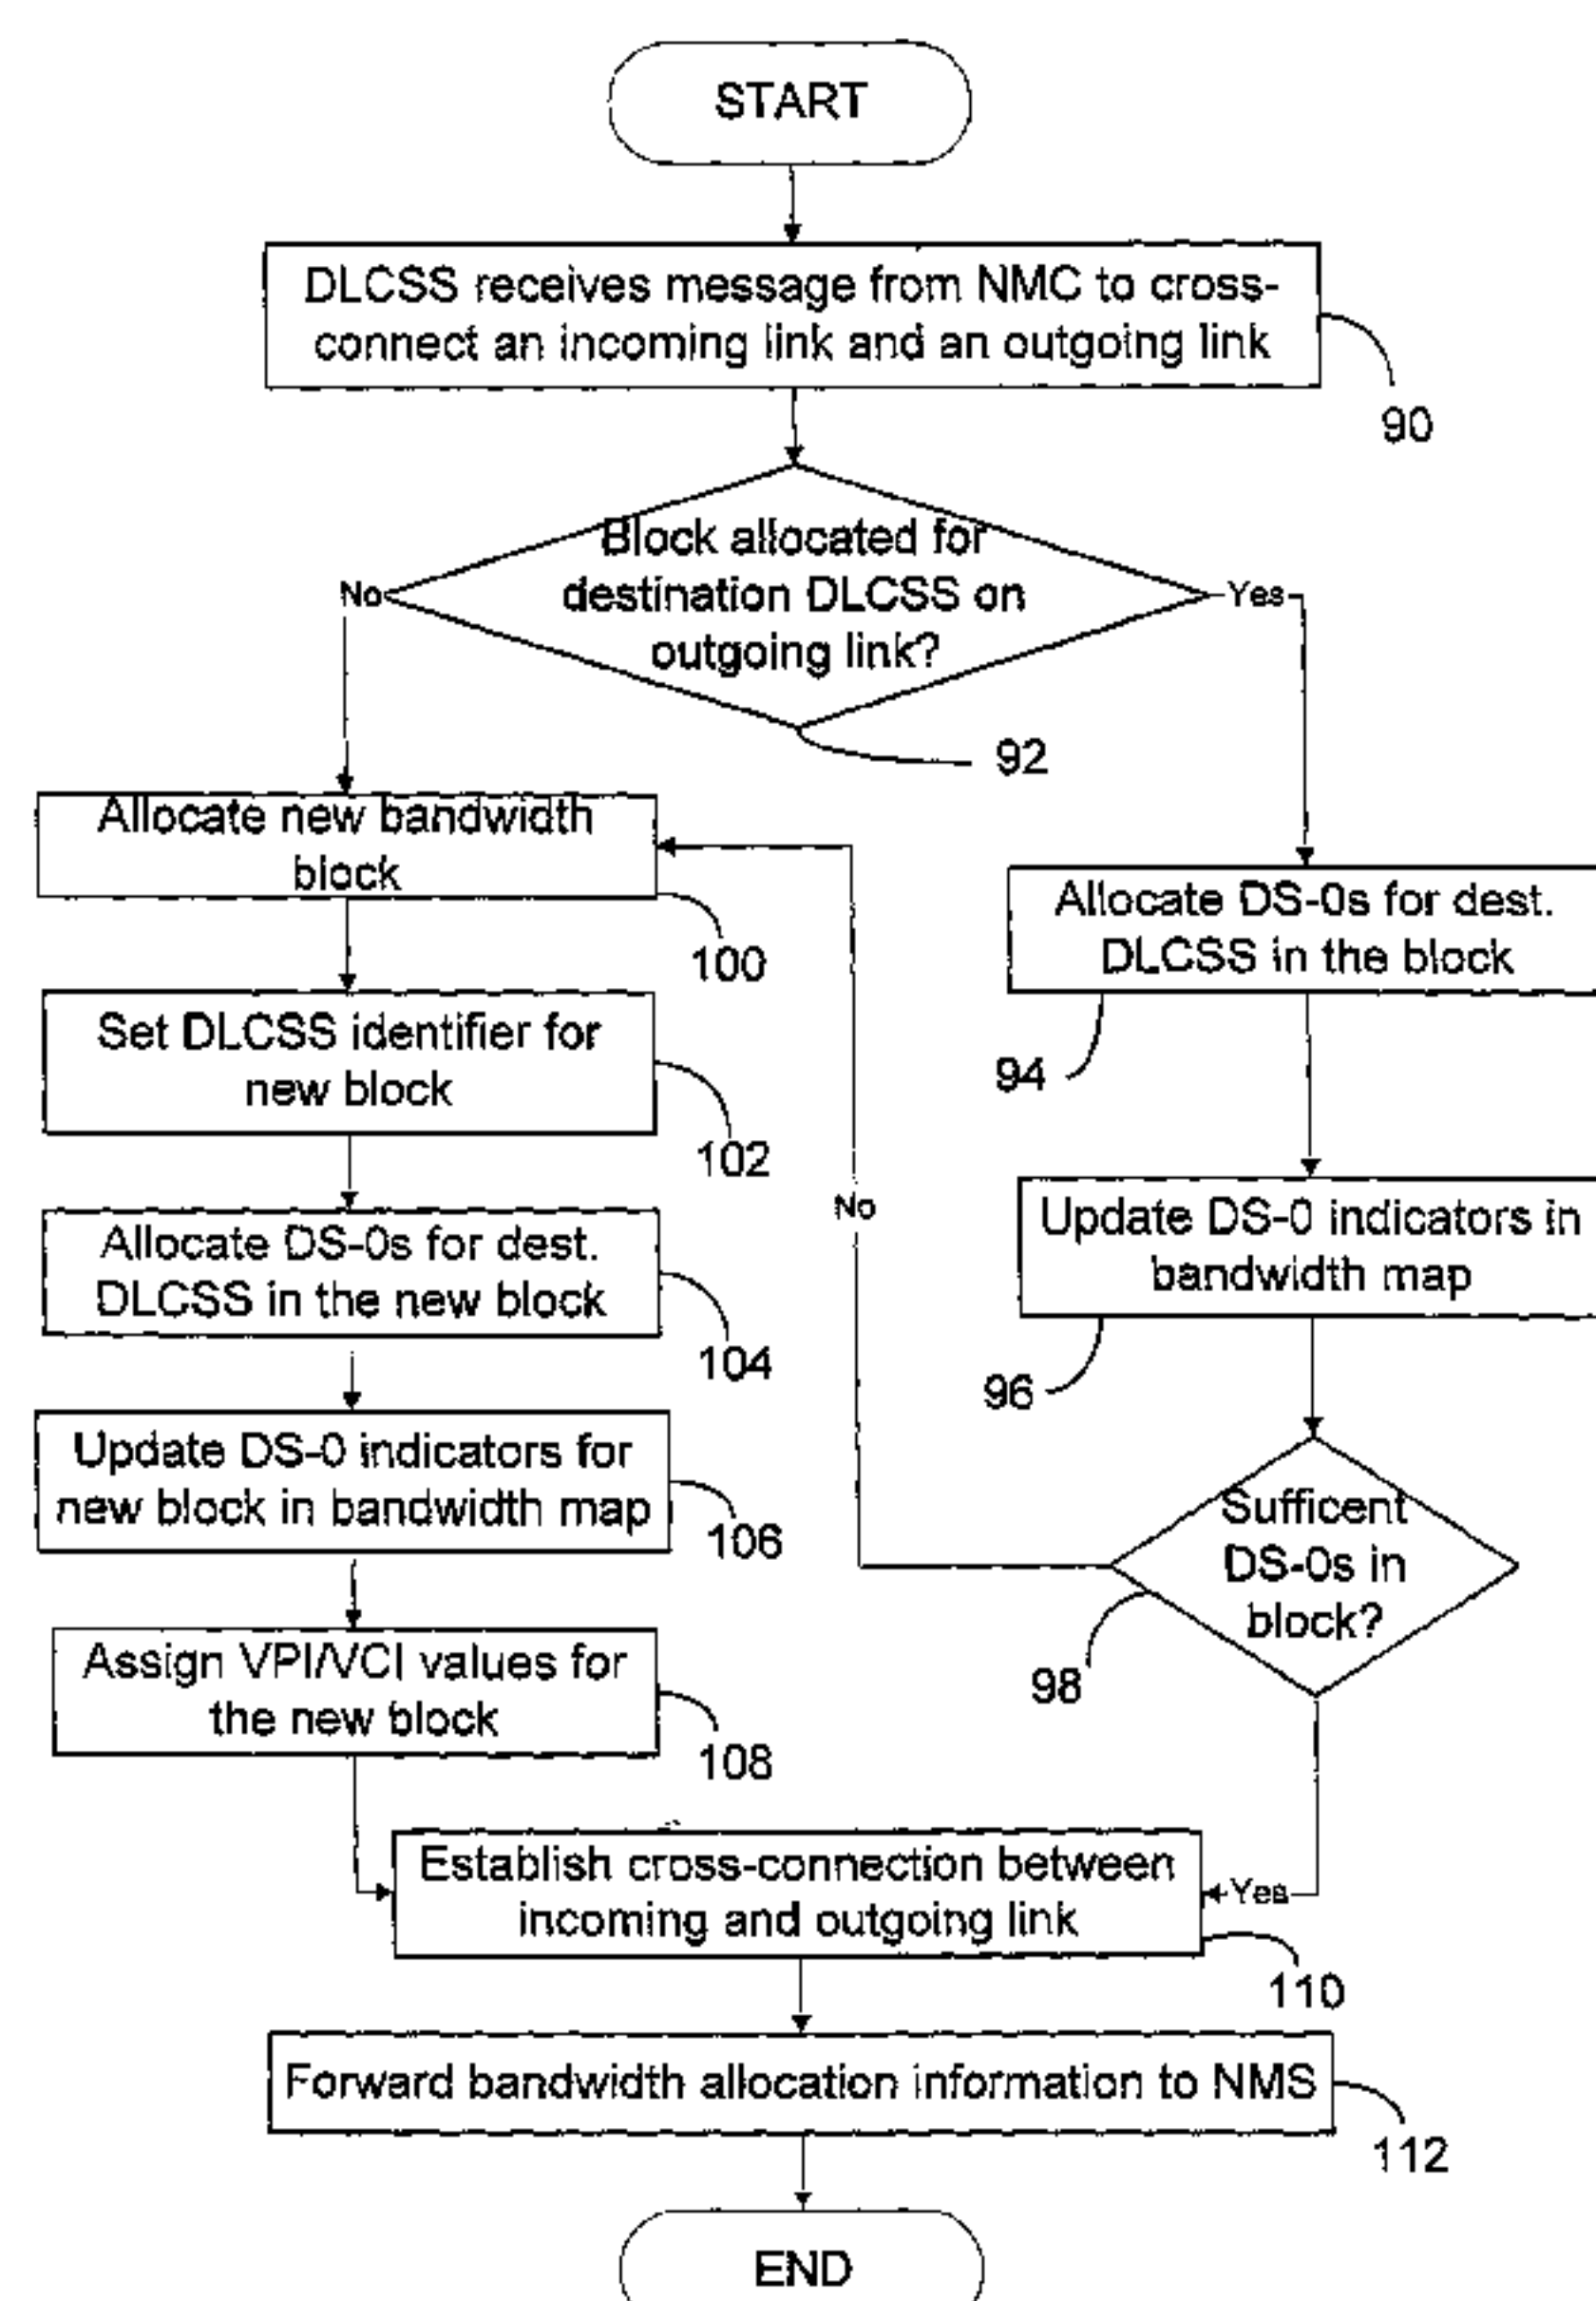 START
DLCSS receives message from NMC to cross-
connect an incoming link and an outgoing link
90
Block allocated for
destination DLCSS on
outgoing link?
No
Yes
92
Allocate new bandwidth
block
100
Allocate DS-0s for dest.
DLCSS in the block
94
Set DLCSS identifier for
new block
102
No
Update DS-0 indicators in
bandwidth map
96
Allocate DS-0s for dest.
DLCSS in the new block
104
Update DS-0 indicators for
new block in bandwidth map
106
Sufficent
DS-0s in
block?
98
Assign VPI/VCI values for
the new block
108
Establish cross-connection between
incoming and outgoing link
Yes
110
Forward bandwidth allocation information to NMS
112
END